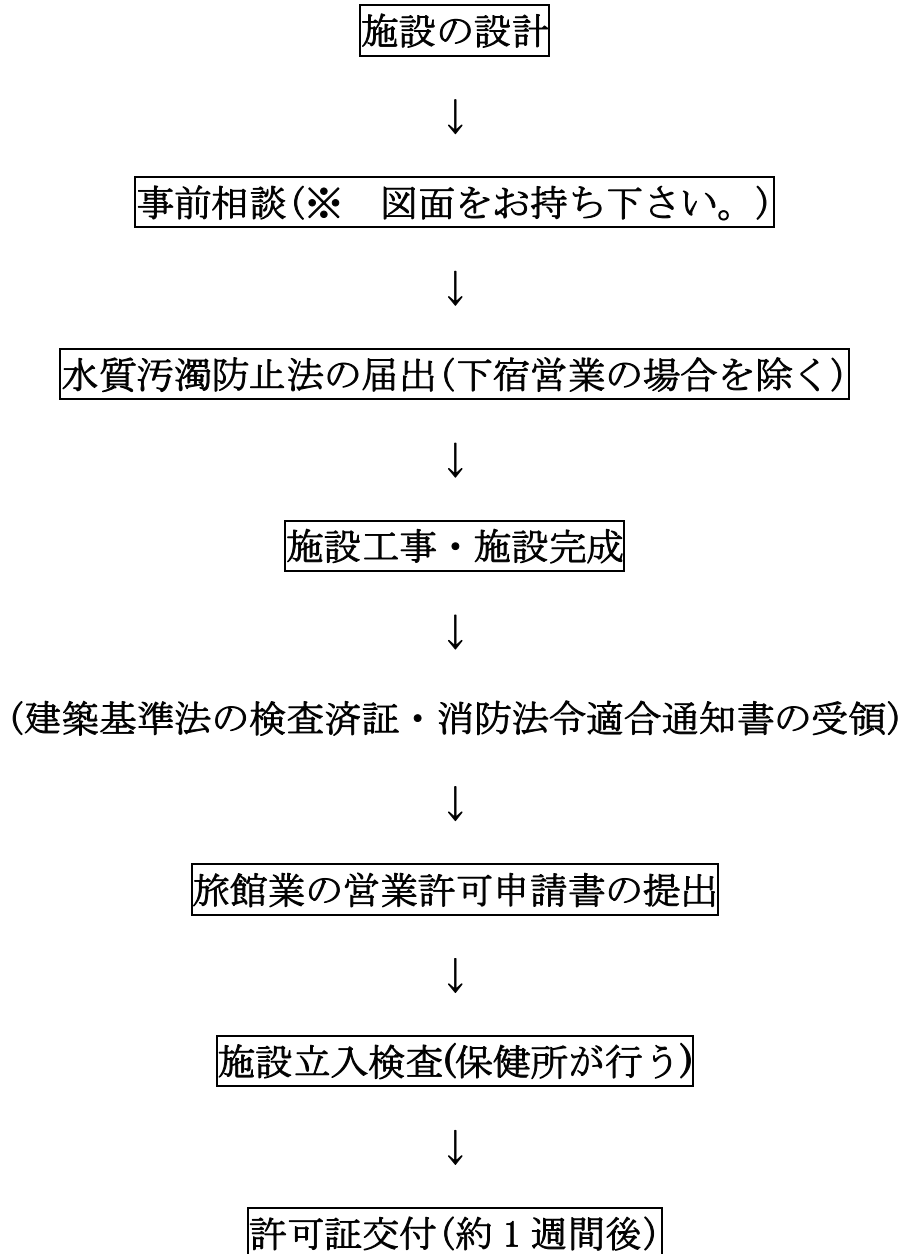 施設の設計
↓
事前相談(※　図面をお持ち下さい。)
↓
水質汚濁防止法の届出(下宿営業の場合を除く)
↓
施設工事・施設完成
↓
(建築基準法の検査済証・消防法令適合通知書の受領)
↓
旅館業の営業許可申請書の提出
↓
施設立入検査(保健所が行う)
↓
許可証交付(約1週間後)